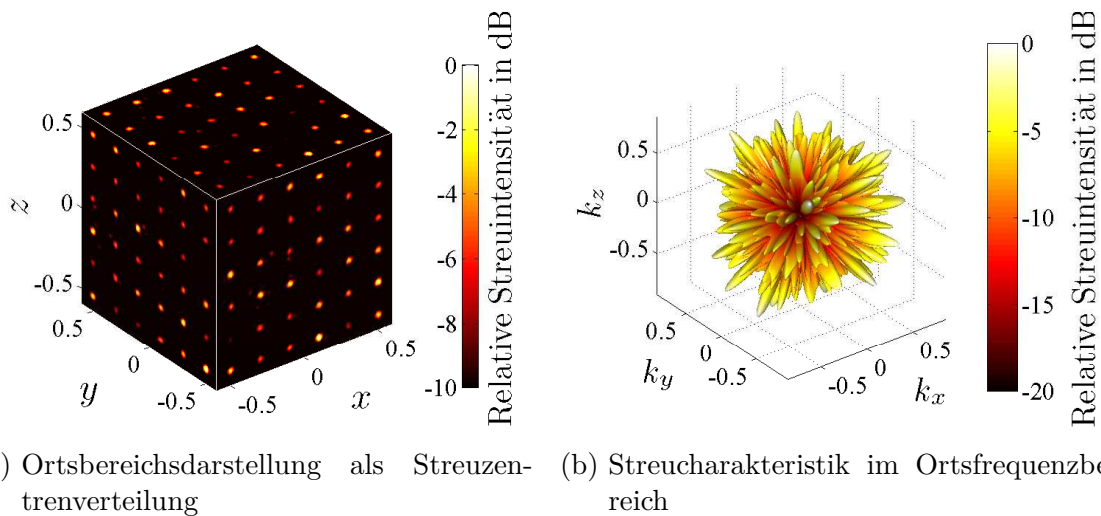 0.5
0
-0.5
z
0.5
0
-0.5
y
-0.5
0
0.5
x
0
-2
-4
-6
-8
-10
Relative Streuintensität in dB
0.5
0
-0.5
k_z
0.5
0
-0.5
k_y
-0.5
0
0.5
k_x
0
-5
-10
-15
-20
Relative Streuintensität in dB
) Ortsbereichsdarstellung als Streuzen-
trenverteilung
(b) Streucharakteristik im Ortsfrequenzbe
reich